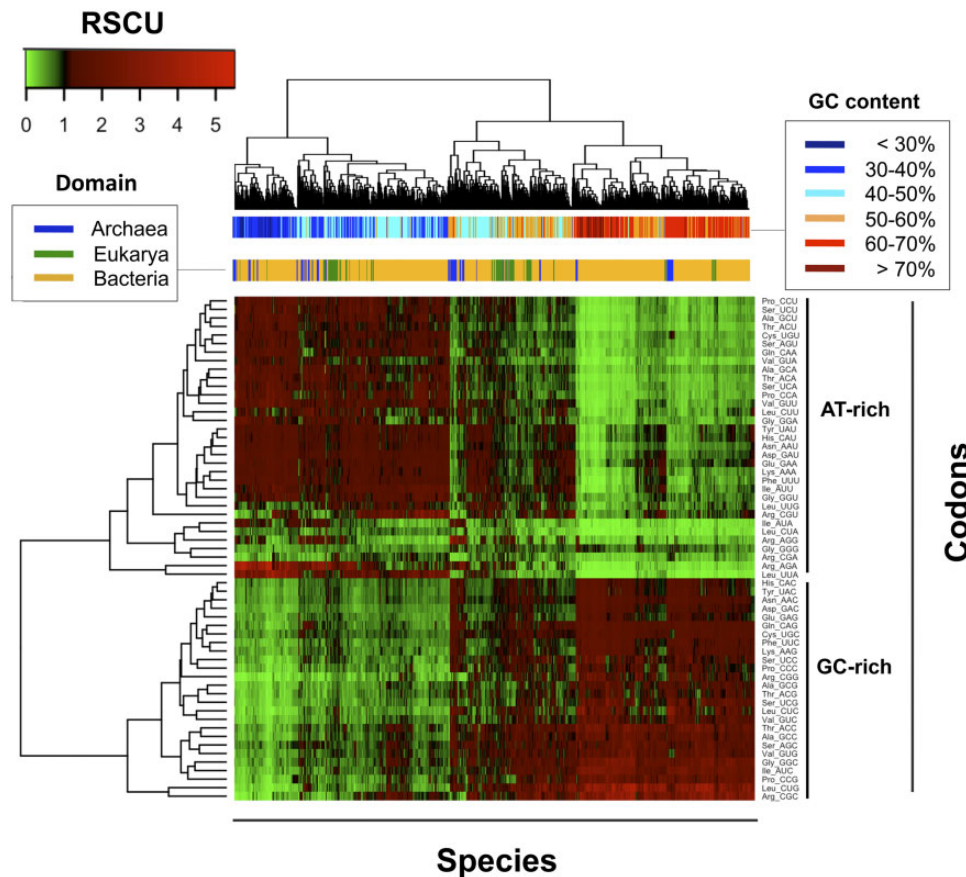 RSCU
0 1 2 3 4 5
GC content
< 30%
30-40%
40-50%
50-60%
60-70%
> 70%
Domain
Archaea
Eukarya
Bacteria
Pro_CCU
Ser_UCU
Ala_GCU
Thr_ACU
Cys_UGU
Ser_AGU
Gln_CAA
Val_GUA
Ala_GCA
Thr_ACA
Ser_UCA
Pro_CCA
Val_GUU
Leu_CUU
Gly_GGA
Tyr_UAU
His_CAU
Asn_AAU
Asp_GAU
Glu_GAA
Lys_AAA
Phe_UUU
Ile_AUU
Gly_GGU
Leu_UUG
Arg_CGU
Ile_AUA
Leu_CUA
Arg_AGG
Gly_GGG
Arg_CGA
Arg_AGA
Leu_UUA
His_CAC
Tyr_UAC
Asn_AAC
Asp_GAC
Glu_GAG
Gln_CAG
Cys_UGC
Phe_UUC
Lys_AAG
Ser_UCC
Pro_CCC
Arg_CGG
Ala_GCG
Thr_ACG
Ser_UCG
Leu_CUC
Val_GUC
Thr_ACC
Ala_GCC
Ser_AGC
Val_GUG
Gly_GGC
Ile_AUC
Pro_CCG
Leu_CUG
Arg_CGC
AT-rich
GC-rich
Codons
Species